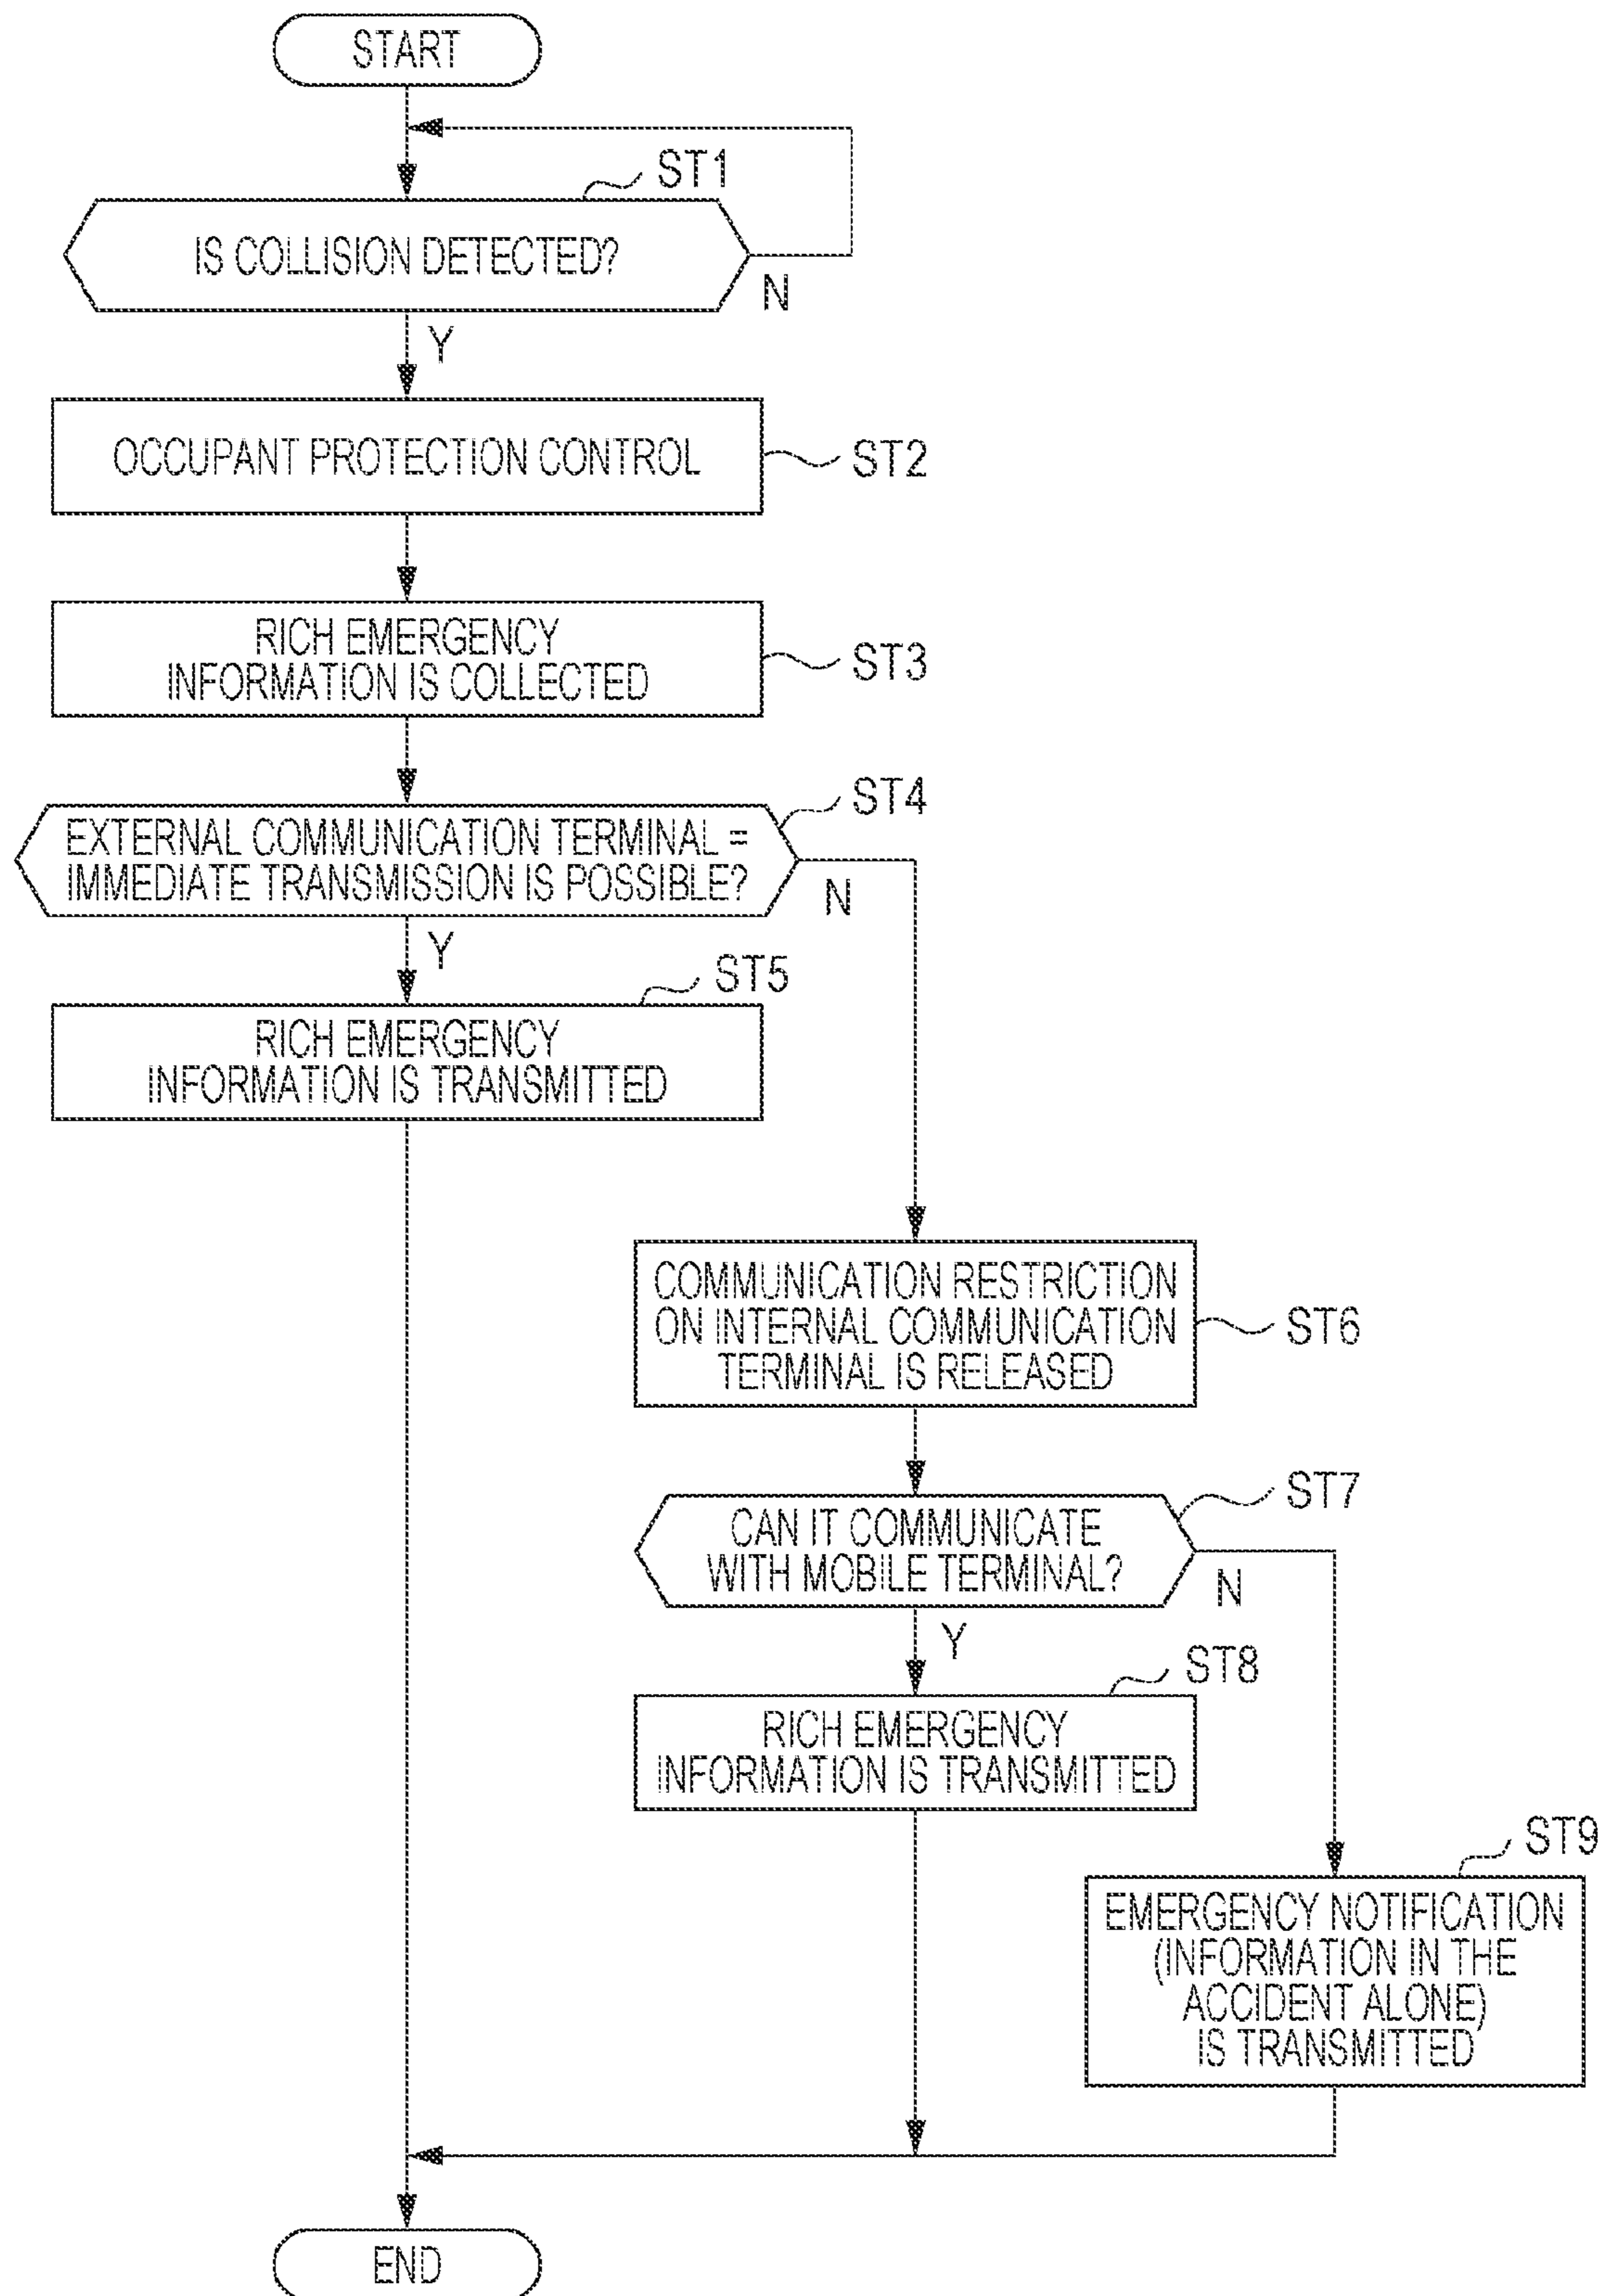 START
ST1
IS COLLISION DETECTED?
N
Y
OCCUPANT PROTECTION CONTROL
ST2
RICH EMERGENCY
INFORMATION IS COLLECTED
ST3
ST4
EXTERNAL COMMUNICATION TERMINAL =
IMMEDIATE TRANSMISSION IS POSSIBLE?
N
Y
ST5
RICH EMERGENCY
INFORMATION IS TRANSMITTED
COMMUNICATION RESTRICTION
ON INTERNAL COMMUNICATION
TERMINAL IS RELEASED
ST6
ST7
CAN IT COMMUNICATE
WITH MOBILE TERMINAL?
N
Y
ST8
RICH EMERGENCY
INFORMATION IS TRANSMITTED
ST9
EMERGENCY NOTIFICATION
(INFORMATION IN THE
ACCIDENT ALONE)
IS TRANSMITTED
END